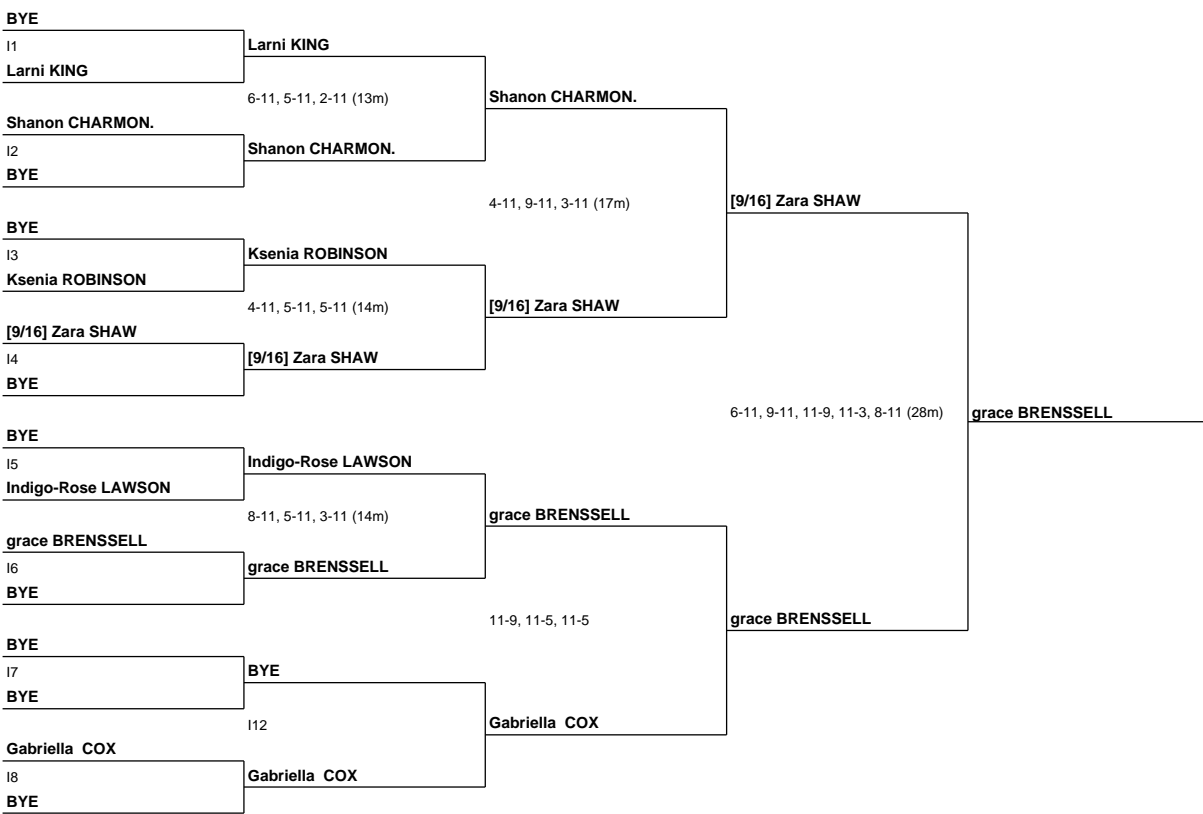 BYE
I1
Larni KING
Larni KING
6-11, 5-11, 2-11 (13m)
Shanon CHARMON.
Shanon CHARMON.
I2
Shanon CHARMON.
BYE
4-11, 9-11, 3-11 (17m)
[9/16] Zara SHAW
BYE
I3
Ksenia ROBINSON
Ksenia ROBINSON
4-11, 5-11, 5-11 (14m)
[9/16] Zara SHAW
[9/16] Zara SHAW
I4
[9/16] Zara SHAW
BYE
6-11, 9-11, 11-9, 11-3, 8-11 (28m)
grace BRENSSELL
BYE
I5
Indigo-Rose LAWSON
Indigo-Rose LAWSON
8-11, 5-11, 3-11 (14m)
grace BRENSSELL
grace BRENSSELL
I6
grace BRENSSELL
BYE
11-9, 11-5, 11-5
grace BRENSSELL
BYE
I7
BYE
BYE
I12
Gabriella  COX
Gabriella  COX
I8
Gabriella  COX
BYE